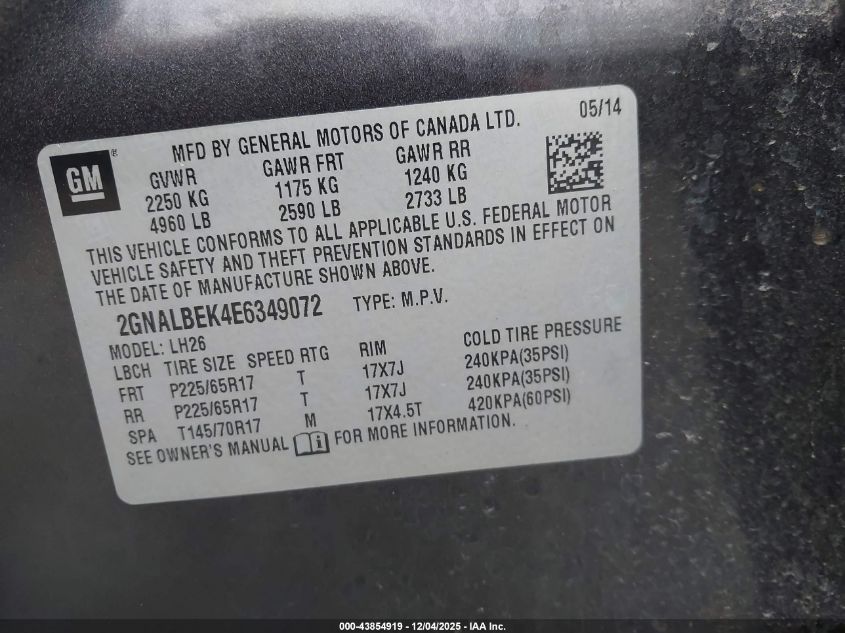 05/14
GM®
MFD BY GENERAL MOTORS OF CANADA LTD.
GVWR GAWR FRT GAWR RR
2250 KG 1175 KG 1240 KG
4960 LB 2590 LB 2733 LB
THIS VEHICLE CONFORMS TO ALL APPLICABLE U.S. FEDERAL MOTOR
VEHICLE SAFETY AND THEFT PREVENTION STANDARDS IN EFFECT ON
THE DATE OF MANUFACTURE SHOWN ABOVE.
2GNALBEK4E6349072 TYPE: M.P.V.
MODEL: LH26
LBCH TIRE SIZE SPEED RTG RIM COLD TIRE PRESSURE
FRT P225/65R17 T 17X7J 240KPA(35PSI)
RR P225/65R17 T 17X7J 240KPA(35PSI)
SPA T145/70R17 M 17X4.5T 420KPA(60PSI)
SEE OWNER'S MANUAL FOR MORE INFORMATION.
000-43854919 - 12/04/2025 - IAA Inc.